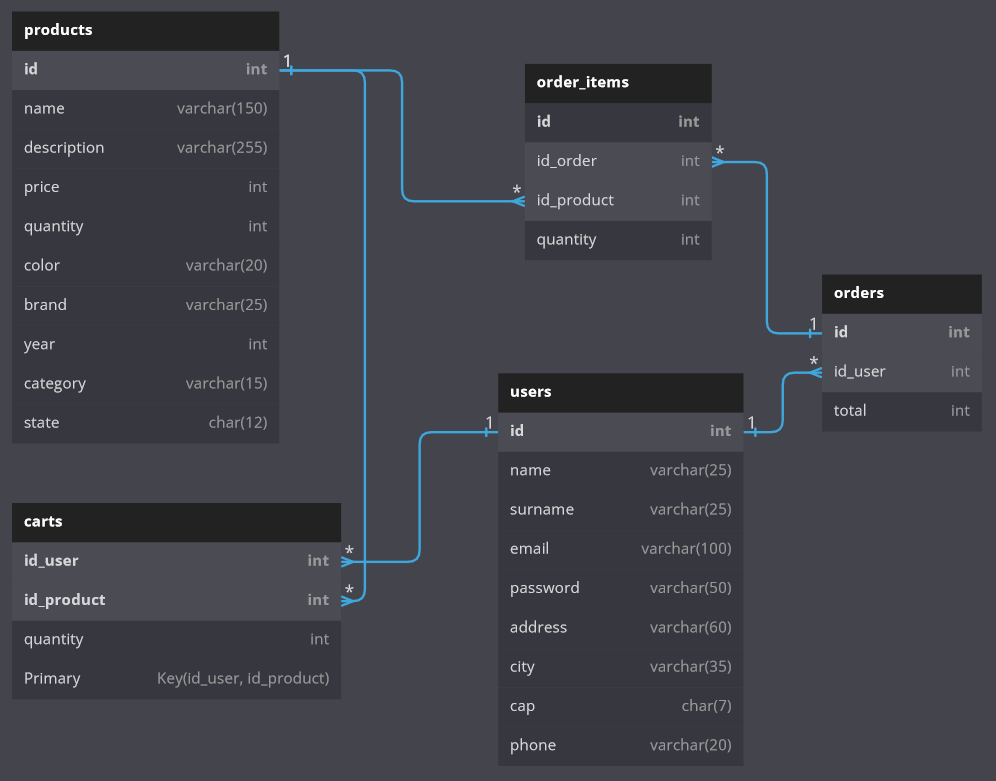 products
id int
name varchar(150)
description varchar(255)
price int
quantity int
color varchar(20)
brand varchar(25)
year int
category varchar(15)
state char(12)
1
*
order_items
id int
id_order int
id_product int
quantity int
*
1
*
orders
id int
id_user int
total int
users
id int
name varchar(25)
surname varchar(25)
email varchar(100)
password varchar(50)
address varchar(60)
city varchar(35)
cap char(7)
phone varchar(20)
1
1
carts
id_user int
id_product int
quantity int
Primary Key(id_user, id_product)
*
*